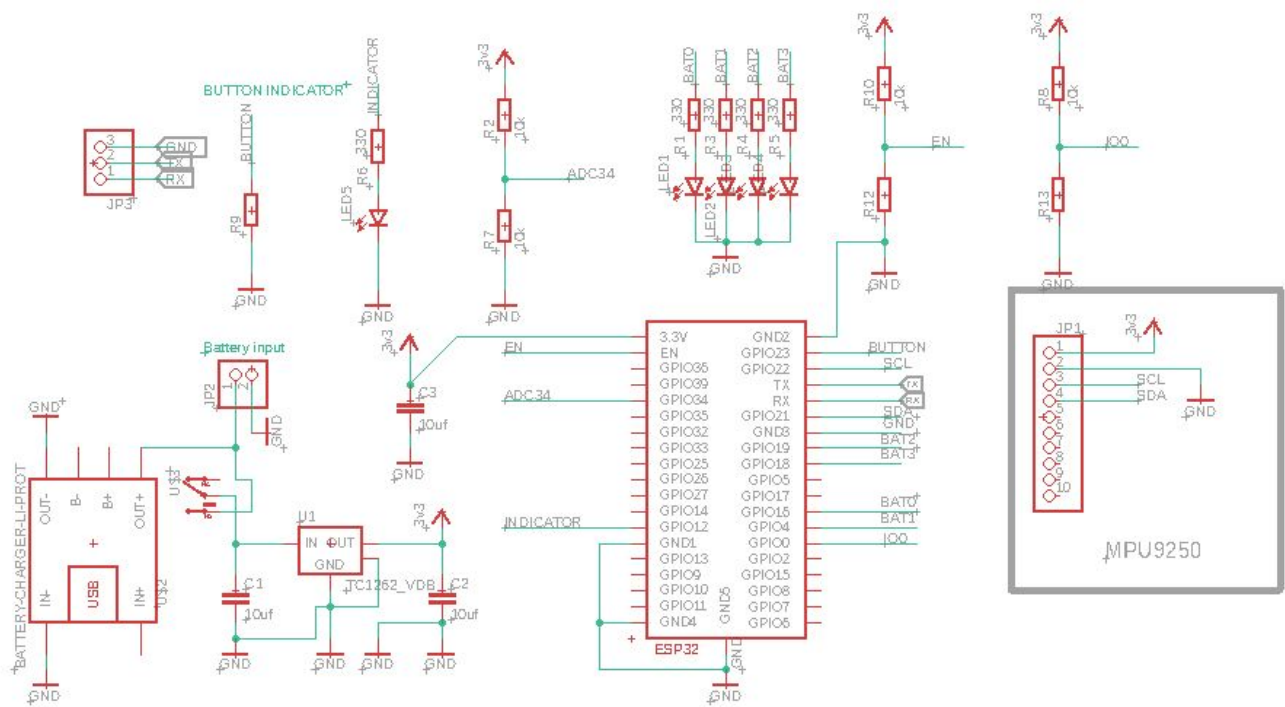 BUTTON INDICATOR
BUTTON
R9
GND
JP3
3
2
1
GND
TX
RX
INDICATOR
330
R6
LED5
GND
3v3
R2
10k
ADC34
R7
10k
GND
BAT0
BAT1
BAT2
BAT3
330
330
330
330
R1
R3
R4
R5
LED1
LED2
LED4
GND
3v3
R10
10k
EN
R12
GND
3v3
R8
10k
IO0
R13
GND
Battery input
JP2
1
2
GND
GND
BATTERY-CHARGER-LI-PROT
OUT-
B-
B+
OUT+
USB
IN-
IN+
US2
GND
U1
IN
OUT
GND
TC1262_VDB
3v3
C1
10uf
C2
10uf
GND
GND
GND
GND
3v3
C3
10uf
GND
EN
ADC34
INDICATOR
3.3V
EN
GPIO36
GPIO39
GPIO34
GPIO35
GPIO32
GPIO33
GPIO25
GPIO26
GPIO27
GPIO14
GPIO12
GND1
GPIO13
GPIO9
GPIO10
GPIO11
GND4
GND5
ESP32
GND
GND
GND2
GPIO23
GPIO22
TX
RX
GPIO21
GND3
GPIO19
GPIO18
GPIO5
GPIO17
GPIO16
GPIO4
GPIO0
GPIO2
GPIO15
GPIO8
GPIO7
GPIO6
BUTTON
SCL
TX
RX
SDA
GND
BAT2
BAT3
BAT0
BAT1
IO0
JP1
1
2
3
4
5
6
7
8
9
10
3v3
SCL
SDA
GND
MPU9250